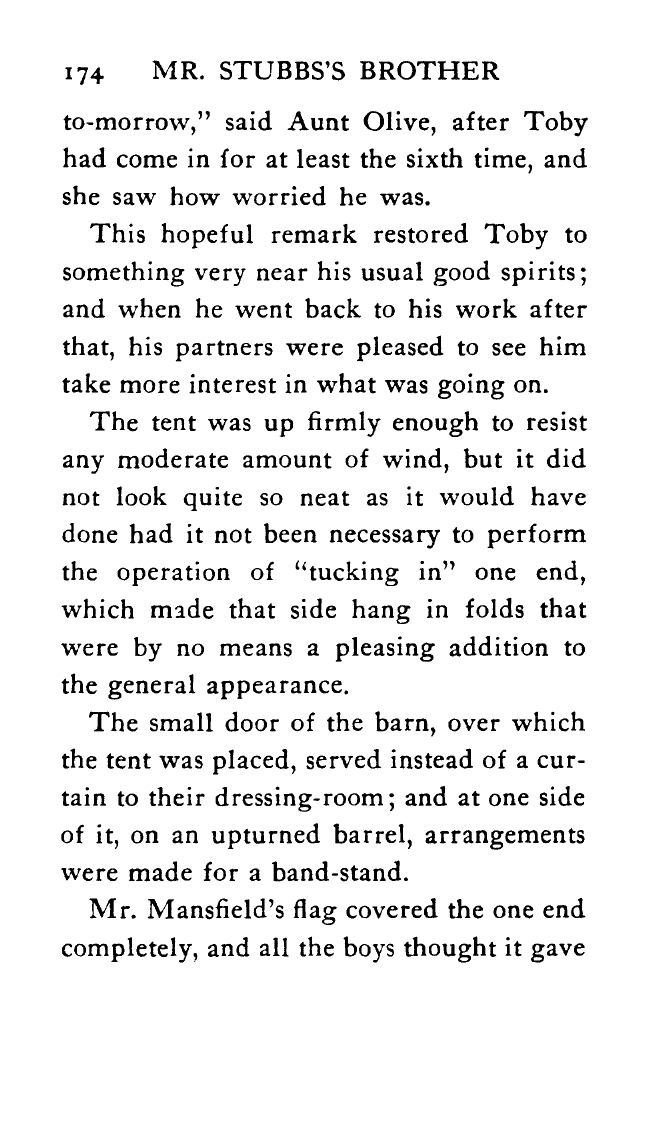 174 MR. STUBBS'S BROTHER
to-morrow,” said Aunt Olive, after Toby
had come in for at least the sixth time, and
she saw how worried he was.
This hopeful remark restored Toby to
something very near his usual good spirits;
and when he went back to his work after
that, his partners were pleased to see him
take more interest in what was going on.
The tent was up firmly enough to resist
any moderate amount of wind, but it did
not look quite so neat as it would have
done had it not been necessary to perform
the operation of “tucking in” one end,
which made that side hang in folds that
were by no means a pleasing addition to
the general appearance.
The small door of the barn, over which
the tent was placed, served instead of a cur-
tain to their dressing-room; and at one side
of it, on an upturned barrel, arrangements
were made for a band-stand.
Mr. Mansfield's flag covered the one end
completely, and all the boys thought it gave